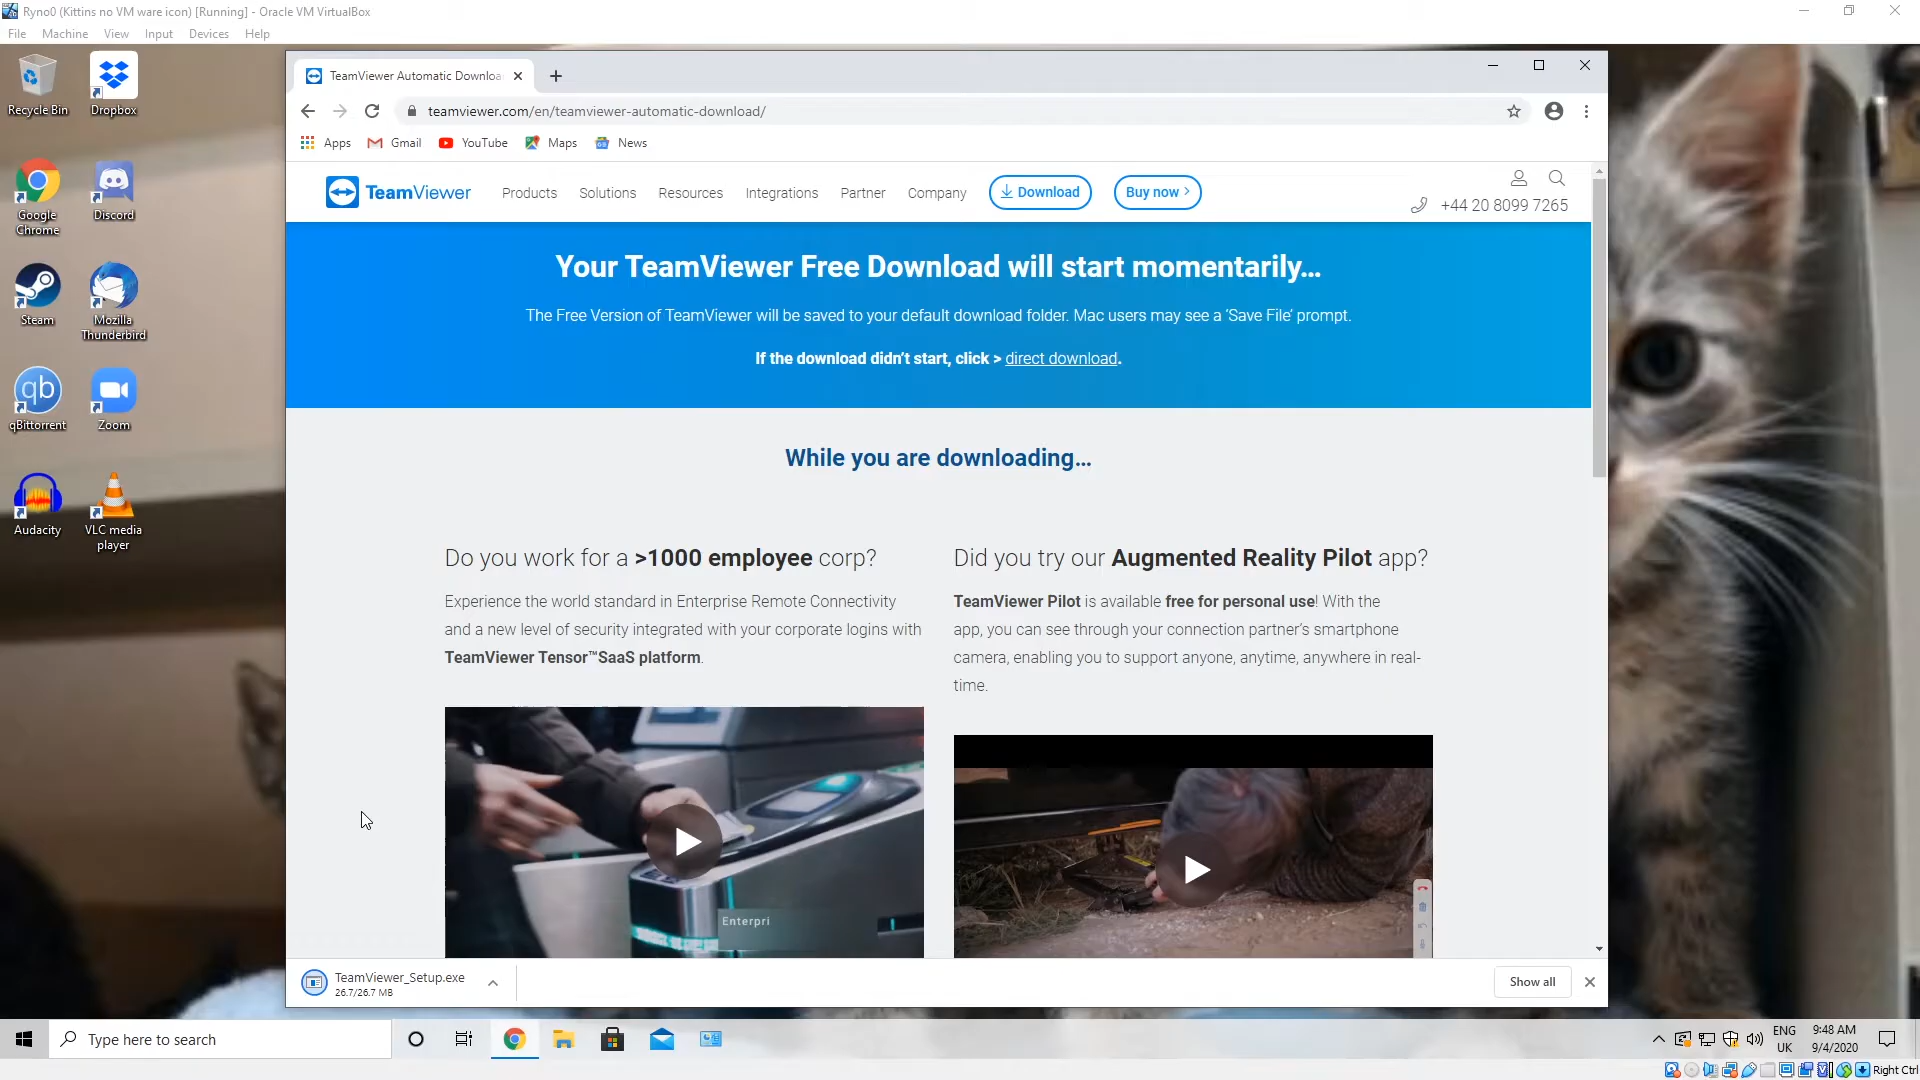 Ryno0 (Kittins no VM ware icon) [Running] - Oracle VM VirtualBox
File Machine View Input Devices Help
Recycle Bin
Dropbox
Google Chrome
Discord
Steam
Mozilla Thunderbird
qBittorrent
Zoom
Audacity
VLC media player
TeamViewer Automatic Downloa
teamviewer.com/en/teamviewer-automatic-download/
Apps Gmail YouTube Maps News
TeamViewer Products Solutions Resources Integrations Partner Company Download Buy now
+44 20 8099 7265
Your TeamViewer Free Download will start momentarily...
The Free Version of TeamViewer will be saved to your default download folder. Mac users may see a 'Save File' prompt.
If the download didn't start, click > direct download.
While you are downloading...
Do you work for a >1000 employee corp?
Experience the world standard in Enterprise Remote Connectivity
and a new level of security integrated with your corporate logins with
TeamViewer Tensor™SaaS platform.
Enterpri
Did you try our Augmented Reality Pilot app?
TeamViewer Pilot is available free for personal use! With the
app, you can see through your connection partner's smartphone
camera, enabling you to support anyone, anytime, anywhere in real-
time.
TeamViewer_Setup.exe
26.7/26.7 MB
Show all
Type here to search
ENG
UK
9:48 AM
9/4/2020
Right Ctrl